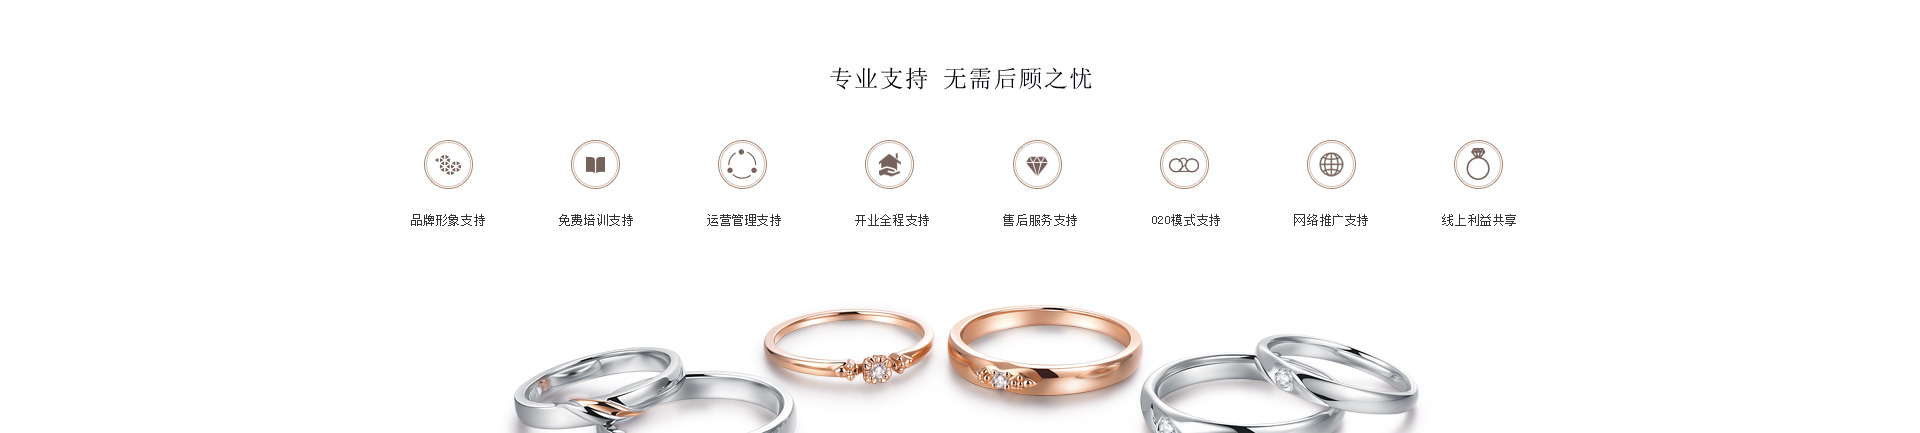 专业支持 无需后顾之忧
品牌形象支持 免费培训支持 运营管理支持 开业全程支持 售后服务支持 O2O模式支持 网络推广支持 线上利益共享